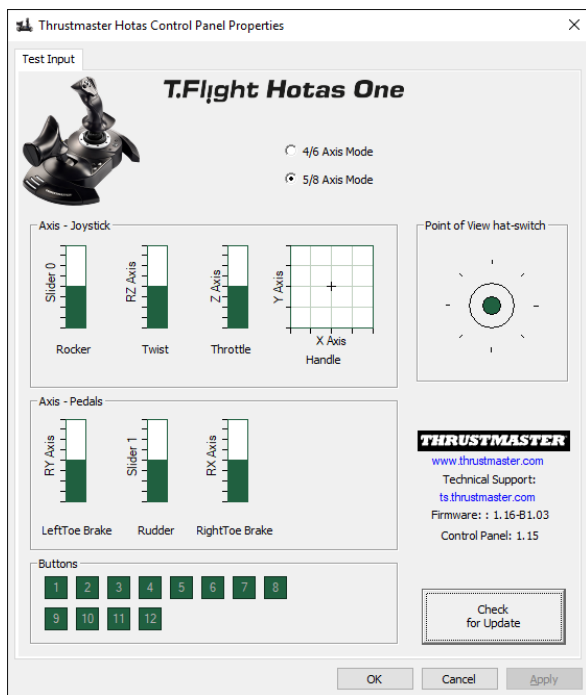 Thrustmaster Hotas Control Panel Properties
Test Input
T.Flight Hotas One
4/6 Axis Mode
5/8 Axis Mode
Axis - Joystick
Slider 0
RZ Axis
Z Axis
Y Axis
X Axis
Rocker
Twist
Throttle
Handle
Point of View hat-switch
Axis - Pedals
RY Axis
Slider 1
RX Axis
LeftToe Brake
Rudder
RightToe Brake
THRUSTMASTER
www.thrustmaster.com
Technical Support:
ts.thrustmaster.com
Firmware: : 1.16-B1.03
Control Panel: 1.15
Buttons
1 2 3 4 5 6 7 8
9 10 11 12
Check
for Update
OK
Cancel
Apply